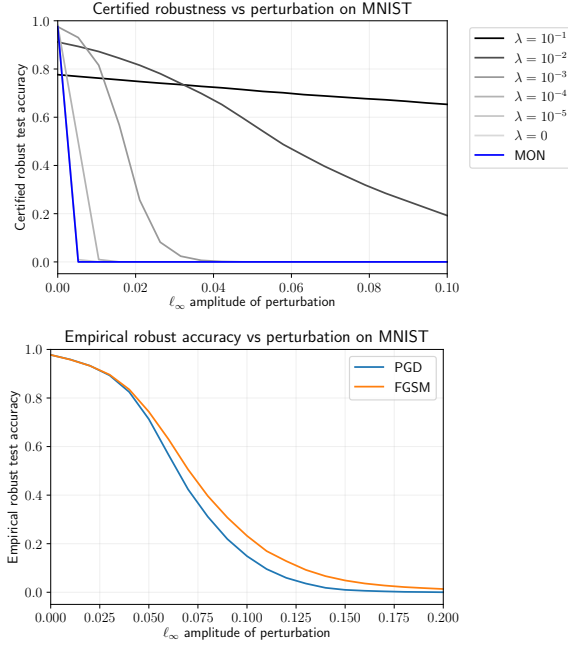 Certified robustness vs perturbation on MNIST
1.0
0.8
0.6
0.4
0.2
0.0
Certified robust test accuracy
0.00 0.02 0.04 0.06 0.08 0.10
ℓ∞ amplitude of perturbation
λ = 10⁻¹
λ = 10⁻²
λ = 10⁻³
λ = 10⁻⁴
λ = 10⁻⁵
λ = 0
MON
Empirical robust accuracy vs perturbation on MNIST
1.0
0.8
0.6
0.4
0.2
0.0
Empirical robust test accuracy
0.000 0.025 0.050 0.075 0.100 0.125 0.150 0.175 0.200
ℓ∞ amplitude of perturbation
PGD
FGSM